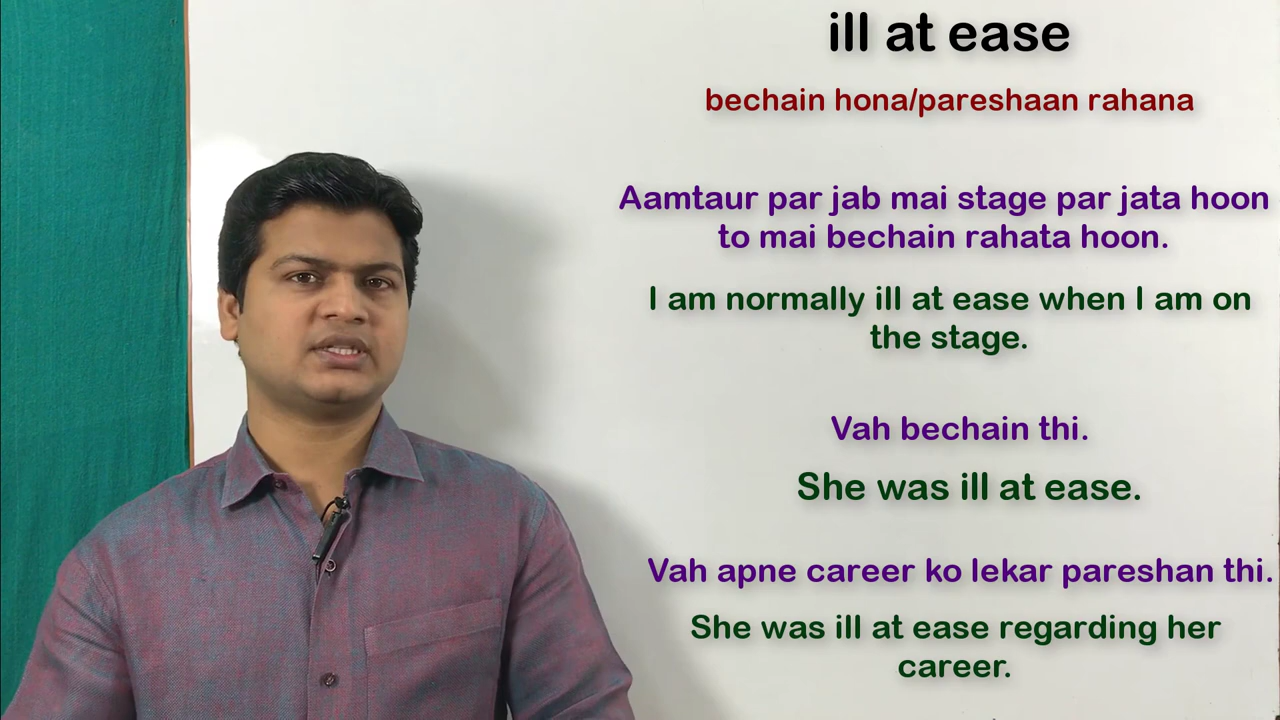 ill at ease
bechain hona/pareshaan rahana
Aamtaur par jab mai stage par jata hoon
to mai bechain rahata hoon.
I am normally ill at ease when I am on
the stage.
Vah bechain thi.
She was ill at ease.
Vah apne career ko lekar pareshan thi.
She was ill at ease regarding her
career.